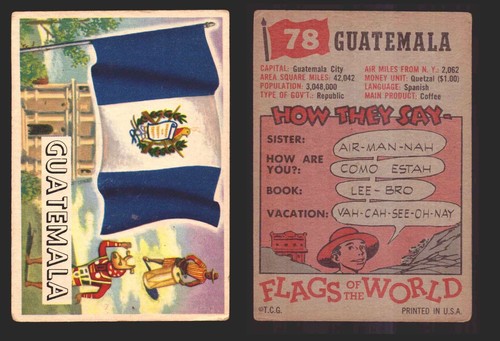 GUATEMALA
78 GUATEMALA
CAPITAL: Guatemala City
AREA SQUARE MILES: 42,042
POPULATION: 3,048,000
TYPE OF GOV'T.: Republic
AIR MILES FROM N. Y.: 2,062
MONEY UNIT: Quetzal ($1.00)
LANGUAGE: Spanish
MAIN PRODUCT: Coffee
HOW THEY SAY-
SISTER: AIR-MAN-NAH
HOW ARE YOU?: COMO ESTAH
BOOK: LEE-BRO
VACATION: VAH-CAH-SEE-OH-NAY
FLAGS OF THE WORLD
©T.C.G. PRINTED IN U.S.A.